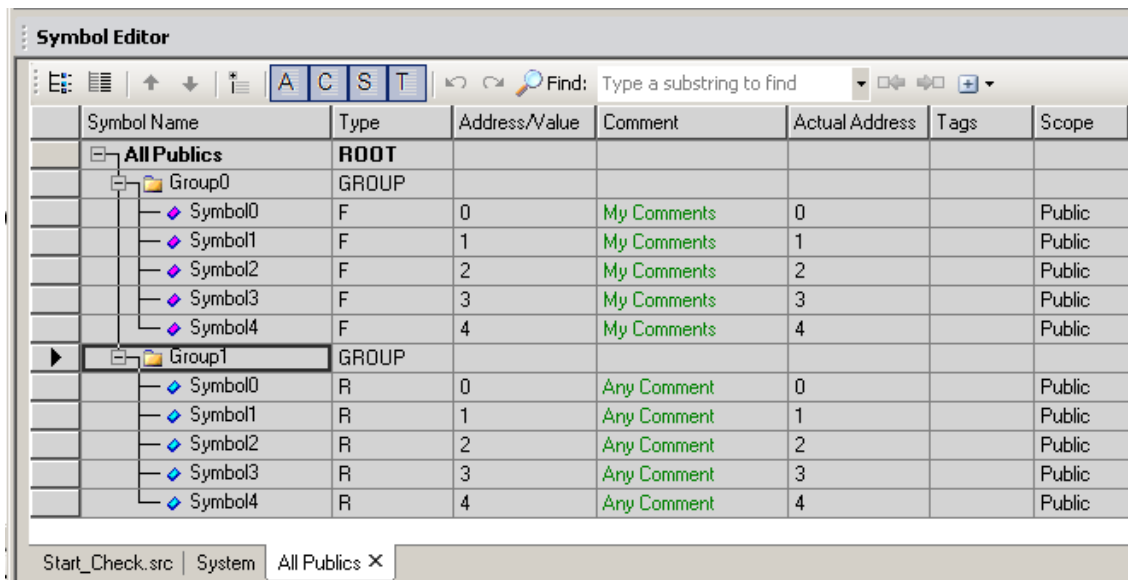 Symbol Editor
A C S T Find: Type a substring to find
Symbol Name Type Address/Value Comment Actual Address Tags Scope
All Publics ROOT
Group0 GROUP
Symbol0 F 0 My Comments 0 Public
Symbol1 F 1 My Comments 1 Public
Symbol2 F 2 My Comments 2 Public
Symbol3 F 3 My Comments 3 Public
Symbol4 F 4 My Comments 4 Public
Group1 GROUP
Symbol0 R 0 Any Comment 0 Public
Symbol1 R 1 Any Comment 1 Public
Symbol2 R 2 Any Comment 2 Public
Symbol3 R 3 Any Comment 3 Public
Symbol4 R 4 Any Comment 4 Public
Start_Check.src System All Publics